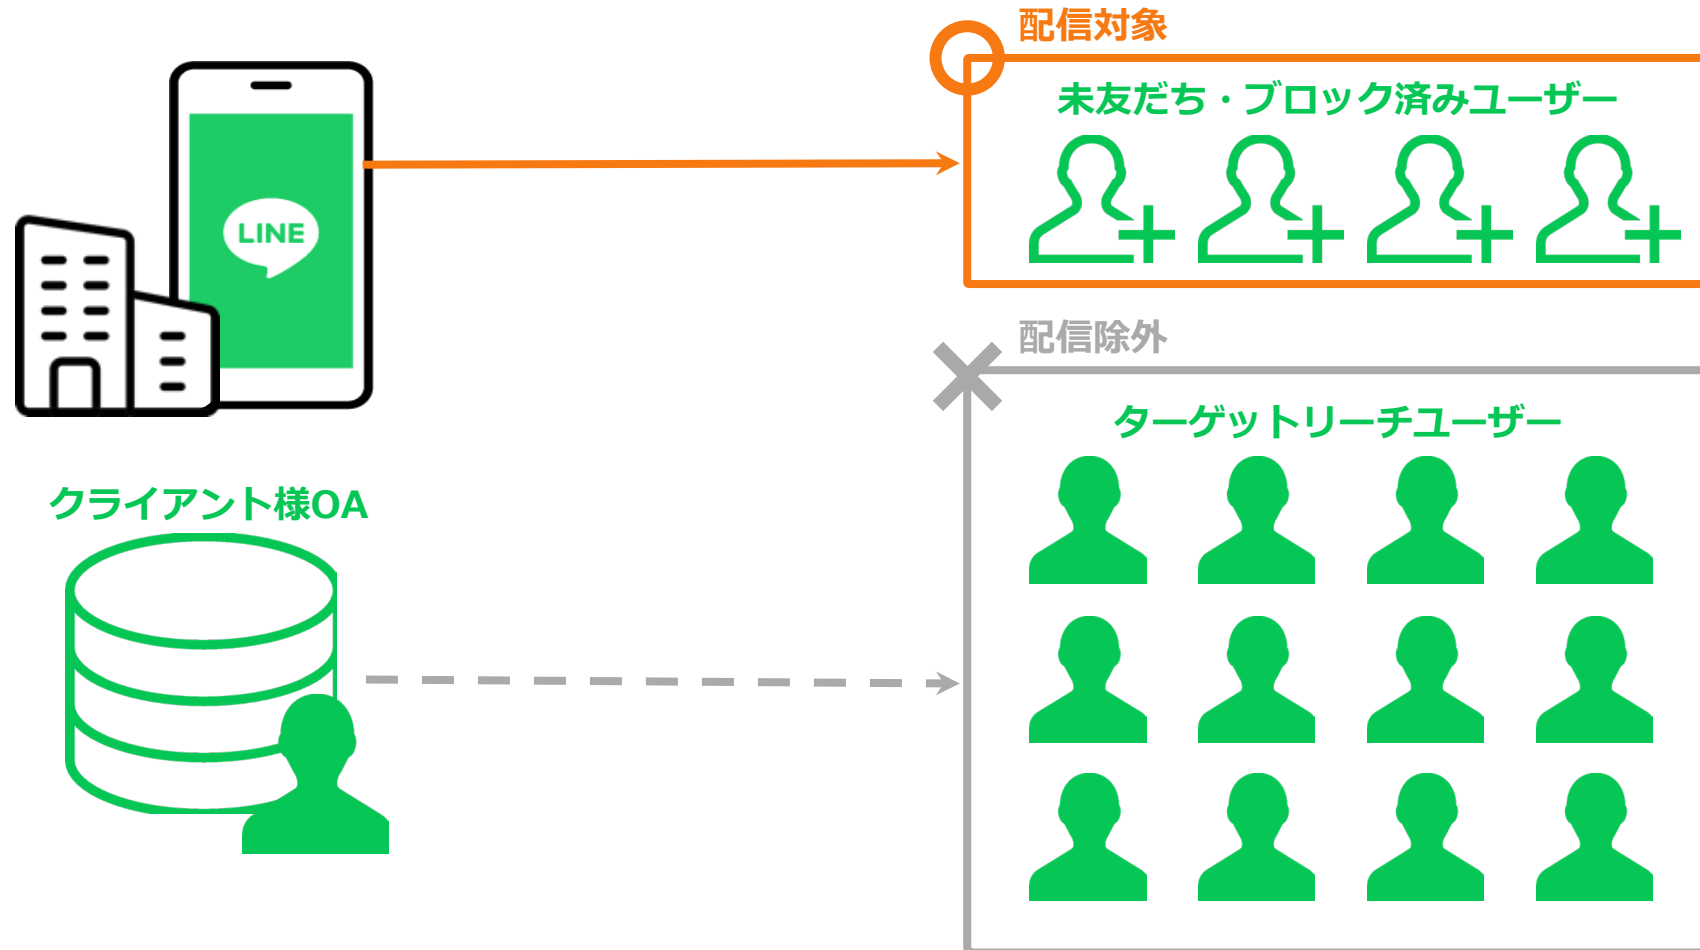 配信対象
未友だち・ブロック済みユーザー
LINE
配信除外
ターゲットリーチユーザー
クライアント様OA